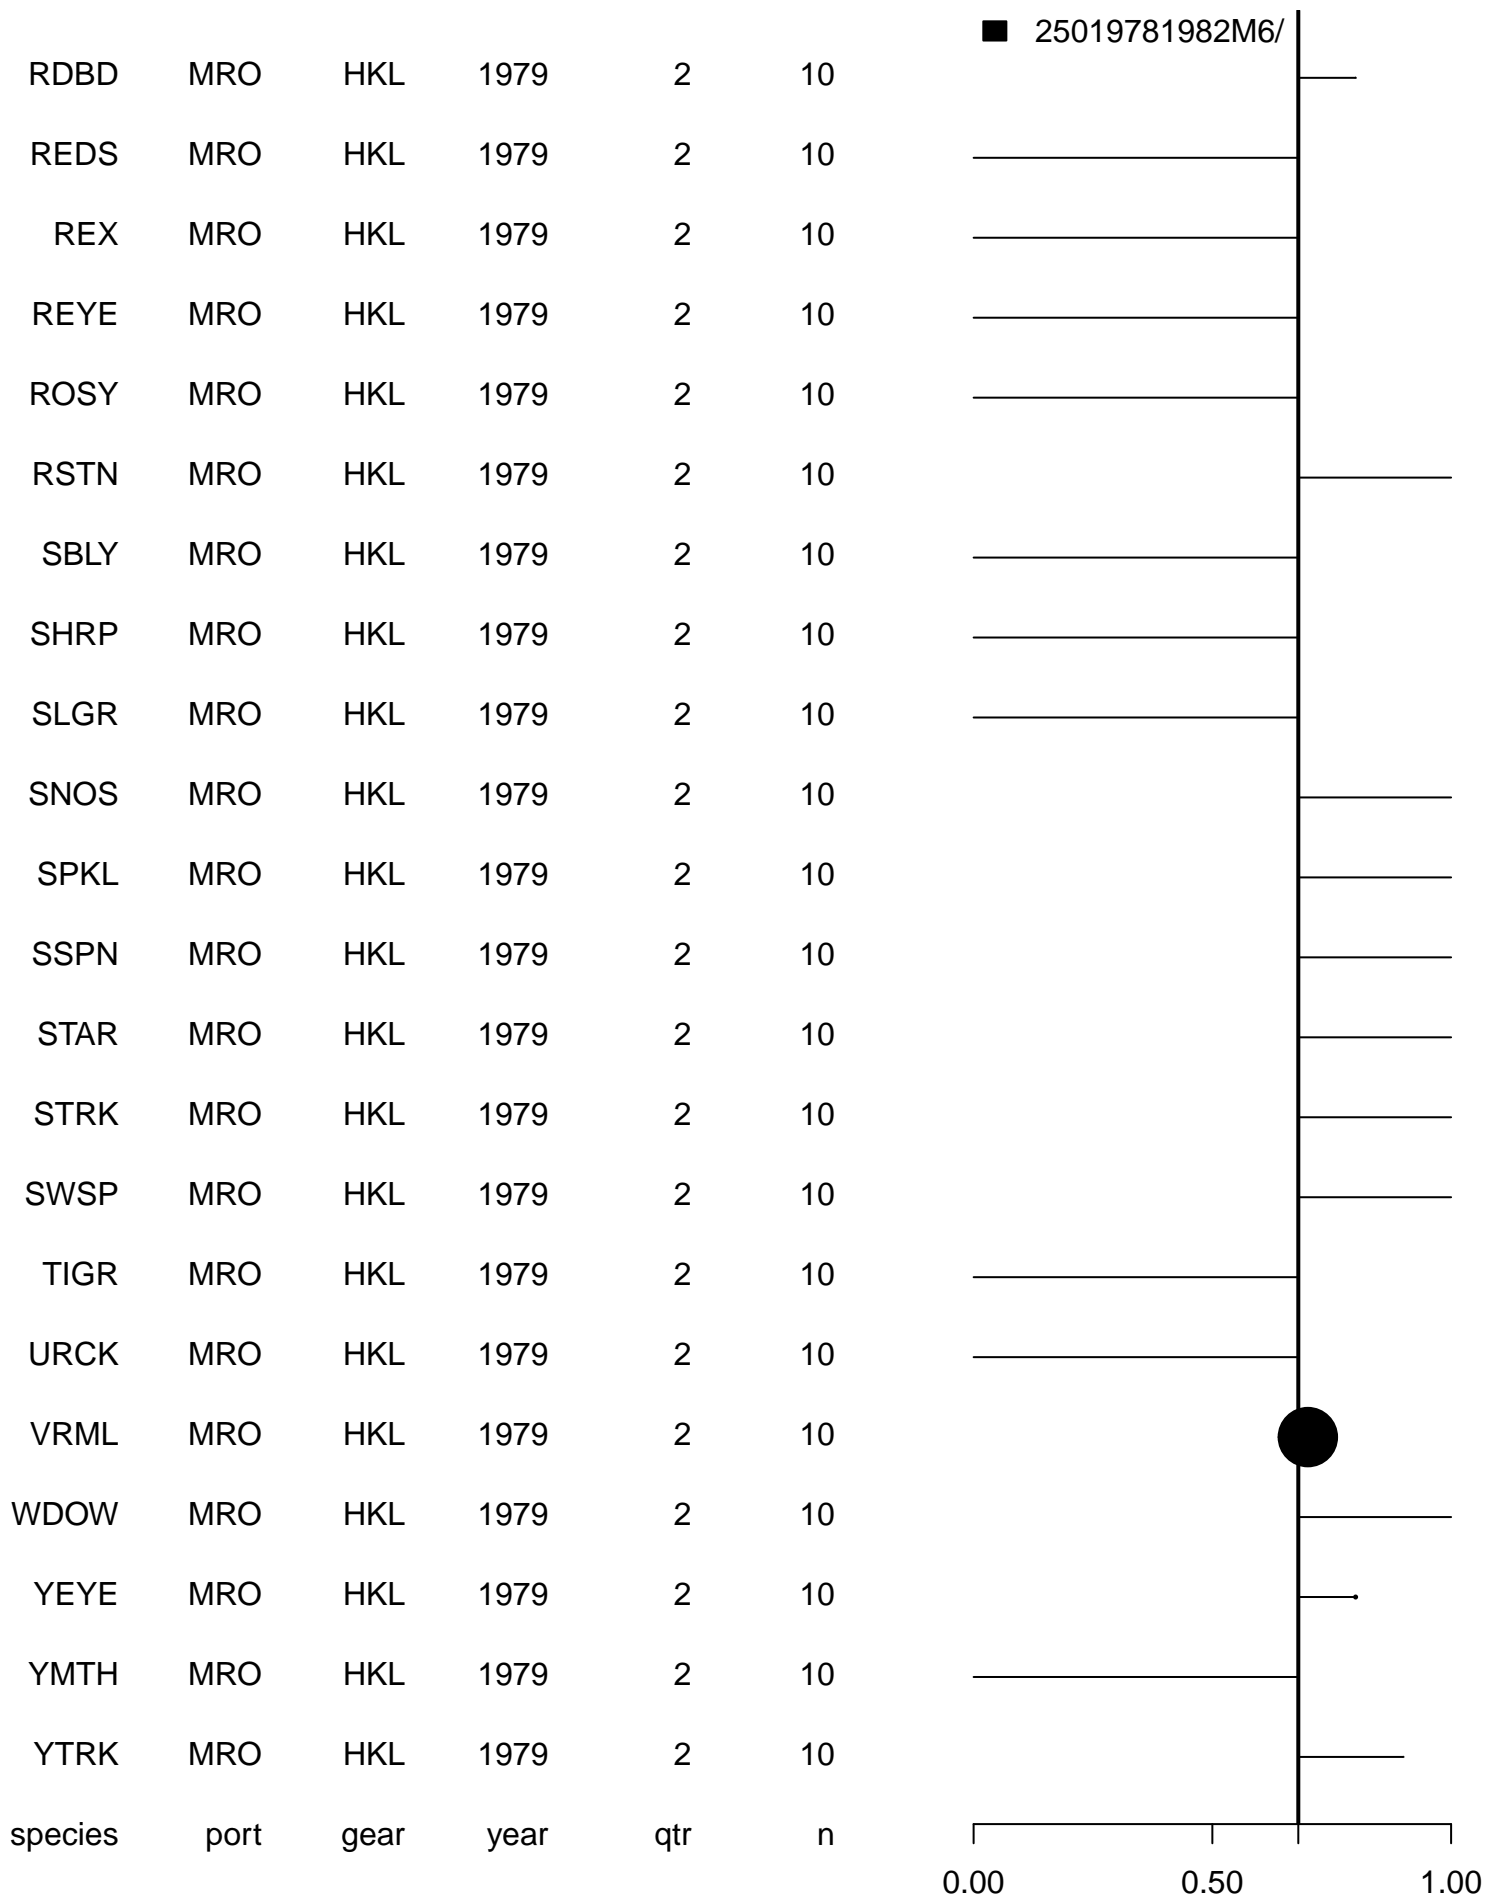 25019781982M6/
RDBD MRO HKL 1979 2 10
REDS MRO HKL 1979 2 10
REX MRO HKL 1979 2 10
REYE MRO HKL 1979 2 10
ROSY MRO HKL 1979 2 10
RSTN MRO HKL 1979 2 10
SBLY MRO HKL 1979 2 10
SHRP MRO HKL 1979 2 10
SLGR MRO HKL 1979 2 10
SNOS MRO HKL 1979 2 10
SPKL MRO HKL 1979 2 10
SSPN MRO HKL 1979 2 10
STAR MRO HKL 1979 2 10
STRK MRO HKL 1979 2 10
SWSP MRO HKL 1979 2 10
TIGR MRO HKL 1979 2 10
URCK MRO HKL 1979 2 10
VRML MRO HKL 1979 2 10
WDOW MRO HKL 1979 2 10
YEYE MRO HKL 1979 2 10
YMTH MRO HKL 1979 2 10
YTRK MRO HKL 1979 2 10
species port gear year qtr n
0.00 0.50 1.00